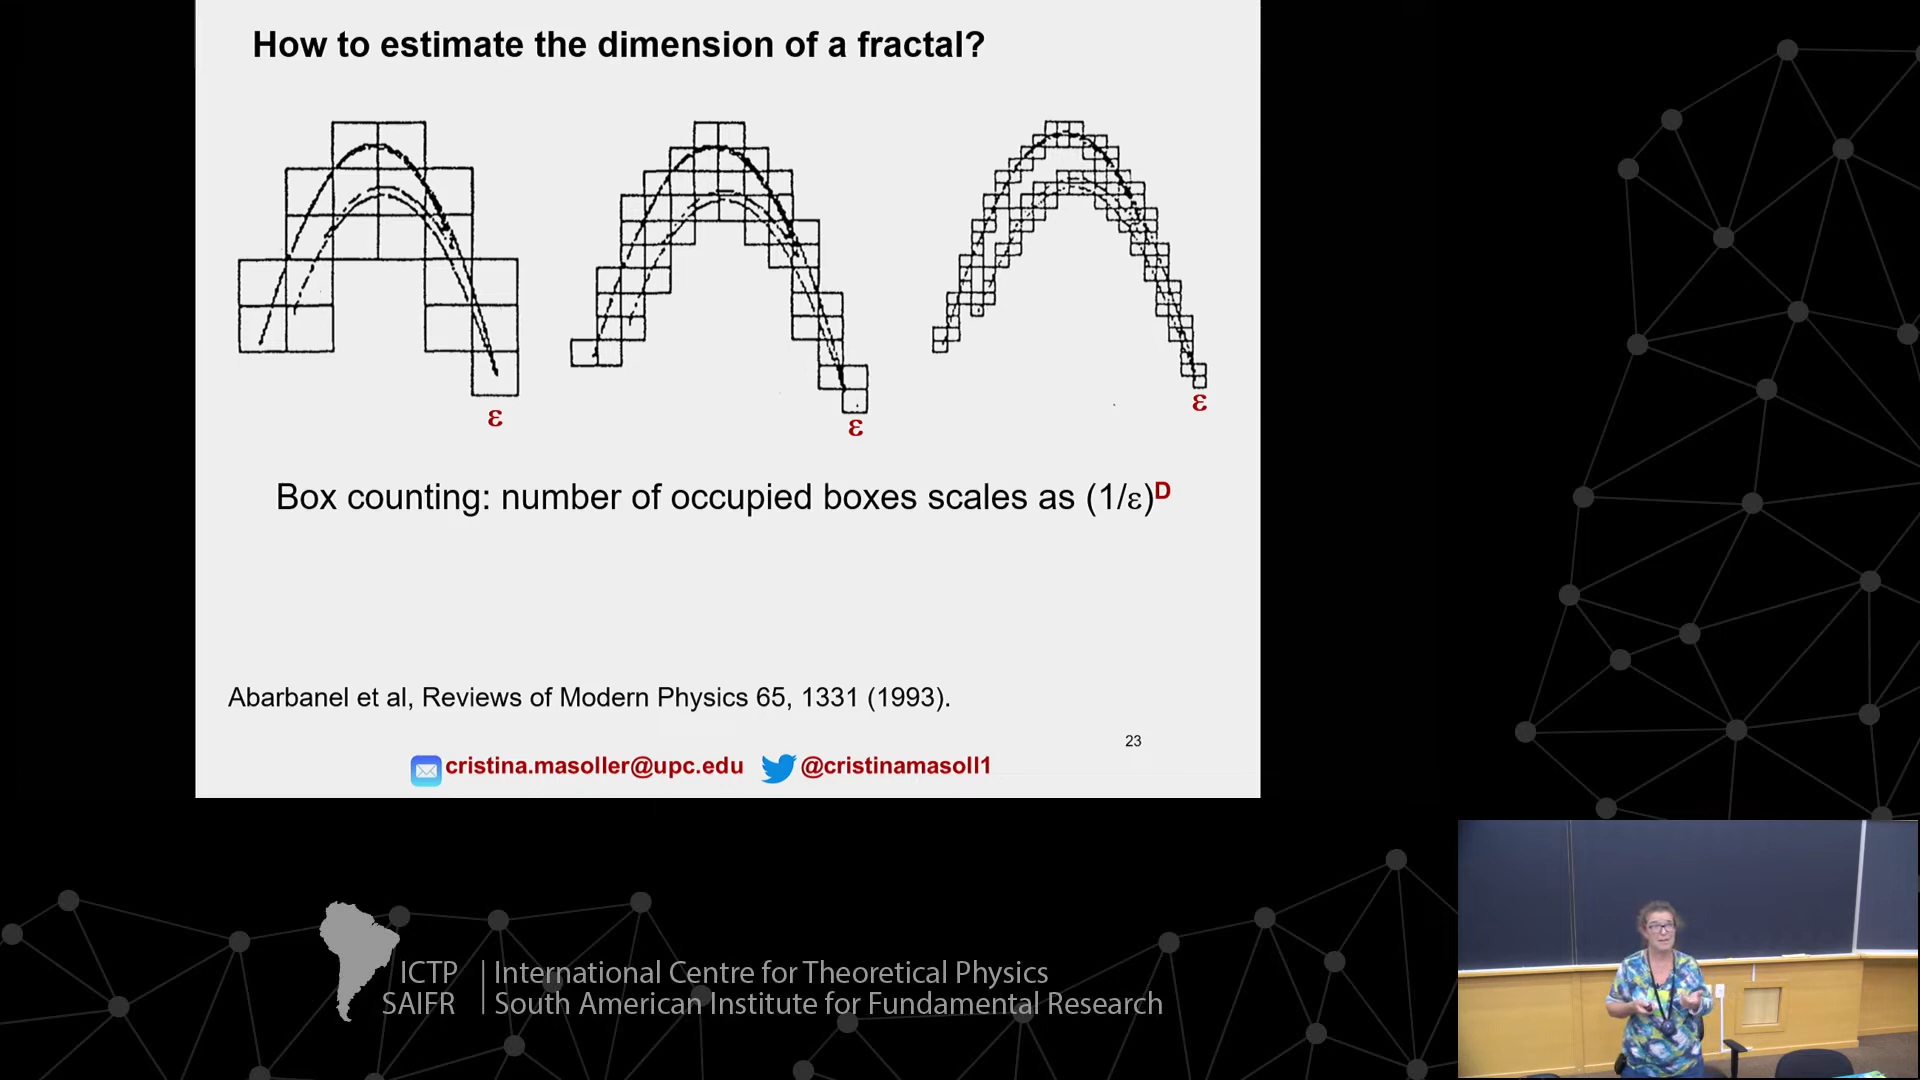 How to estimate the dimension of a fractal?
ε
ε
ε
Box counting: number of occupied boxes scales as (1/ε)ᴰ
Abarbanel et al, Reviews of Modern Physics 65, 1331 (1993).
23
cristina.masoller@upc.edu @cristinamasoll1
ICTP International Centre for Theoretical Physics
SAIFR South American Institute for Fundamental Research